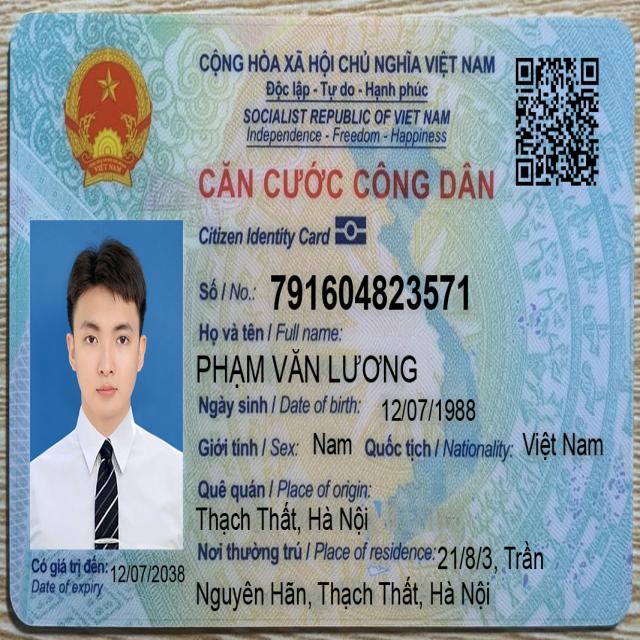 CỘNG HÒA XÃ HỘI CHỦ NGHĨA VIỆT NAM
Độc lập - Tự do - Hạnh phúc
SOCIALIST REPUBLIC OF VIET NAM
Independence - Freedom - Happiness
CĂN CƯỚC CÔNG DÂN
Citizen Identity Card
Số / No.: 791604823571
Họ và tên / Full name:
PHẠM VĂN LƯƠNG
Ngày sinh / Date of birth: 12/07/1988
Giới tính / Sex: Nam Quốc tịch / Nationality: Việt Nam
Quê quán / Place of origin:
Thạch Thất, Hà Nội
Nơi thường trú / Place of residence: 21/8/3, Trần
Nguyên Hãn, Thạch Thất, Hà Nội
Có giá trị đến: 12/07/2038
Date of expiry
VIỆT NAM